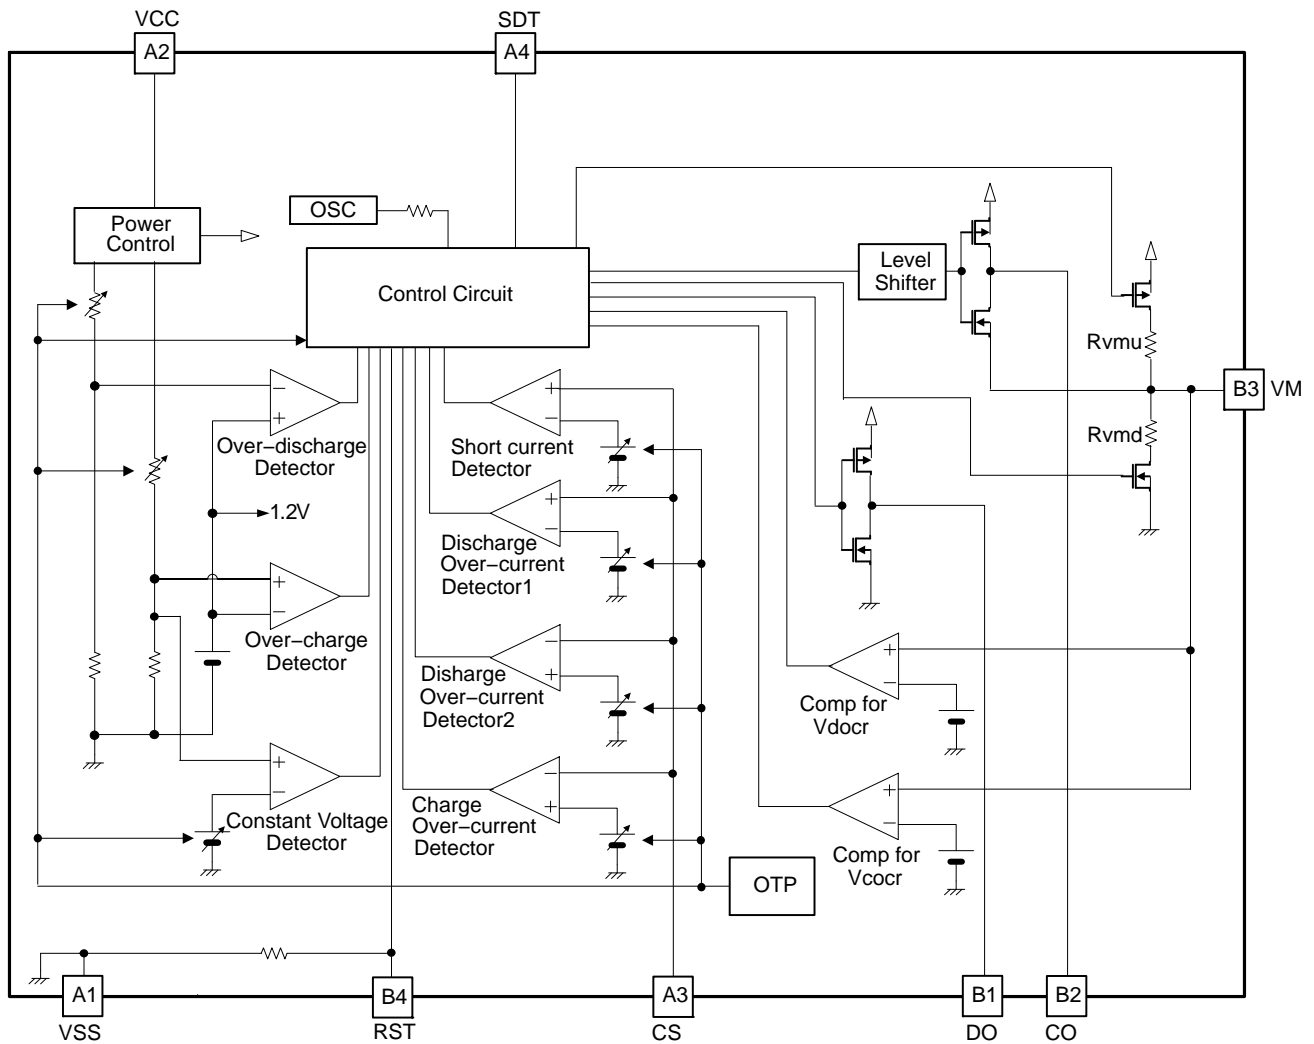 VCC
SDT
A2
A4
OSC
Power
Control
Control Circuit
Level
Shifter
Rvmu
B3 VM
Rvmd
−
+
Over−discharge
Detector
+
−
Short current
Detector
1.2V
+
−
Discharge
Over−current
Detector1
+
−
Over−charge
Detector
−
+
Disharge
Over−current
Detector2
+
−
Comp for
Vdocr
+
−
Constant Voltage
Detector
−
+
Charge
Over−current
Detector
+
−
Comp for
Vcocr
OTP
A1
B4
A3
B1
B2
VSS
RST
CS
DO
CO